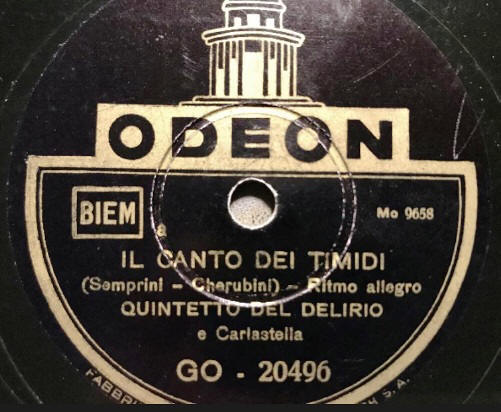 ODEON
BIEM
Mo 9658
a
IL CANTO DEI TIMIDI
(Semprini - Cherubini) - Ritmo allegro
QUINTETTO DEL DELIRIO
e Carlastella
GO - 20496
S. A.